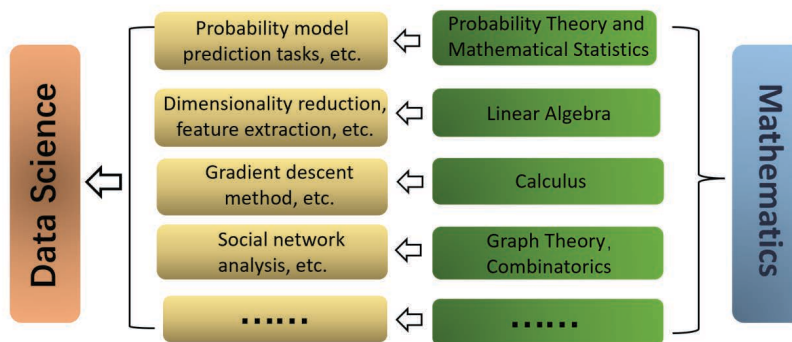 Data Science
Probability model
prediction tasks, etc.
Probability Theory and
Mathematical Statistics
Dimensionality reduction,
feature extraction, etc.
Linear Algebra
Gradient descent
method, etc.
Calculus
Social network
analysis, etc.
Graph Theory,
Combinatorics
……
……
Mathematics